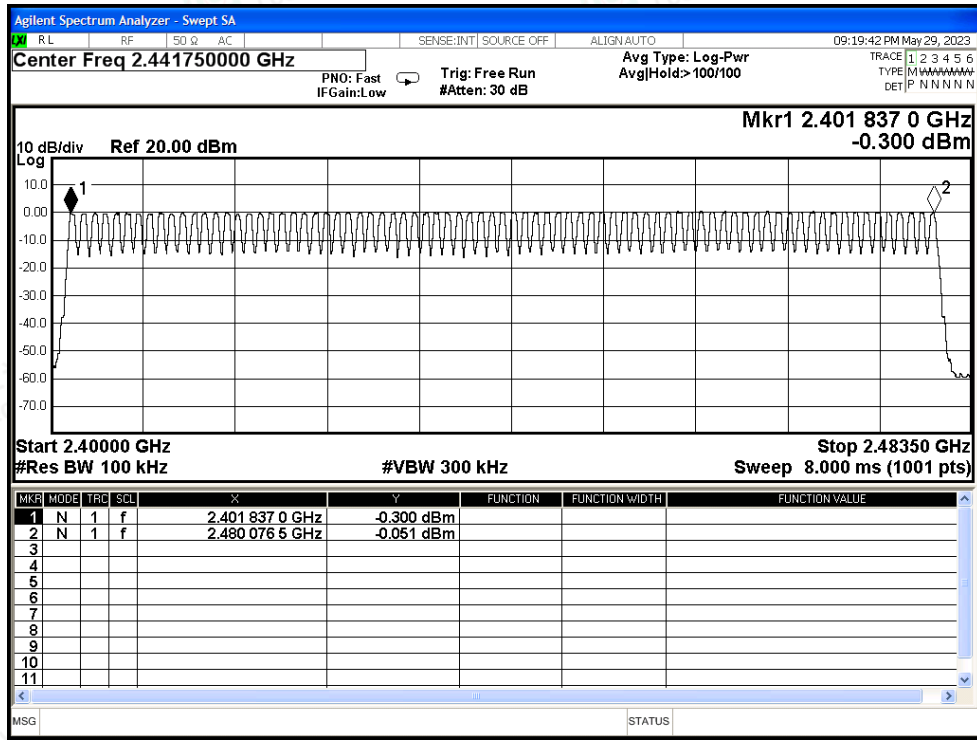 Agilent Spectrum Analyzer - Swept SA
LXI RL RF 50 Ω AC SENSE:INT SOURCE OFF ALIGN AUTO 09:19:42 PM May 29, 2023
Center Freq 2.441750000 GHz Avg Type: Log-Pwr TRACE 1 2 3 4 5 6
PNO: Fast Trig: Free Run Avg|Hold:>100/100 TYPE M
IFGain:Low #Atten: 30 dB DET P N N N N N
Mkr1 2.401 837 0 GHz
10 dB/div Ref 20.00 dBm -0.300 dBm
Log
10.0
1
2
0.00
-10.0
-20.0
-30.0
-40.0
-50.0
-60.0
-70.0
Start 2.40000 GHz Stop 2.48350 GHz
#Res BW 100 kHz #VBW 300 kHz Sweep 8.000 ms (1001 pts)
MKR MODE TRC SCL X Y FUNCTION FUNCTION WIDTH FUNCTION VALUE
1 N 1 f 2.401 837 0 GHz -0.300 dBm
2 N 1 f 2.480 076 5 GHz -0.051 dBm
3
4
5
6
7
8
9
10
11
MSG STATUS